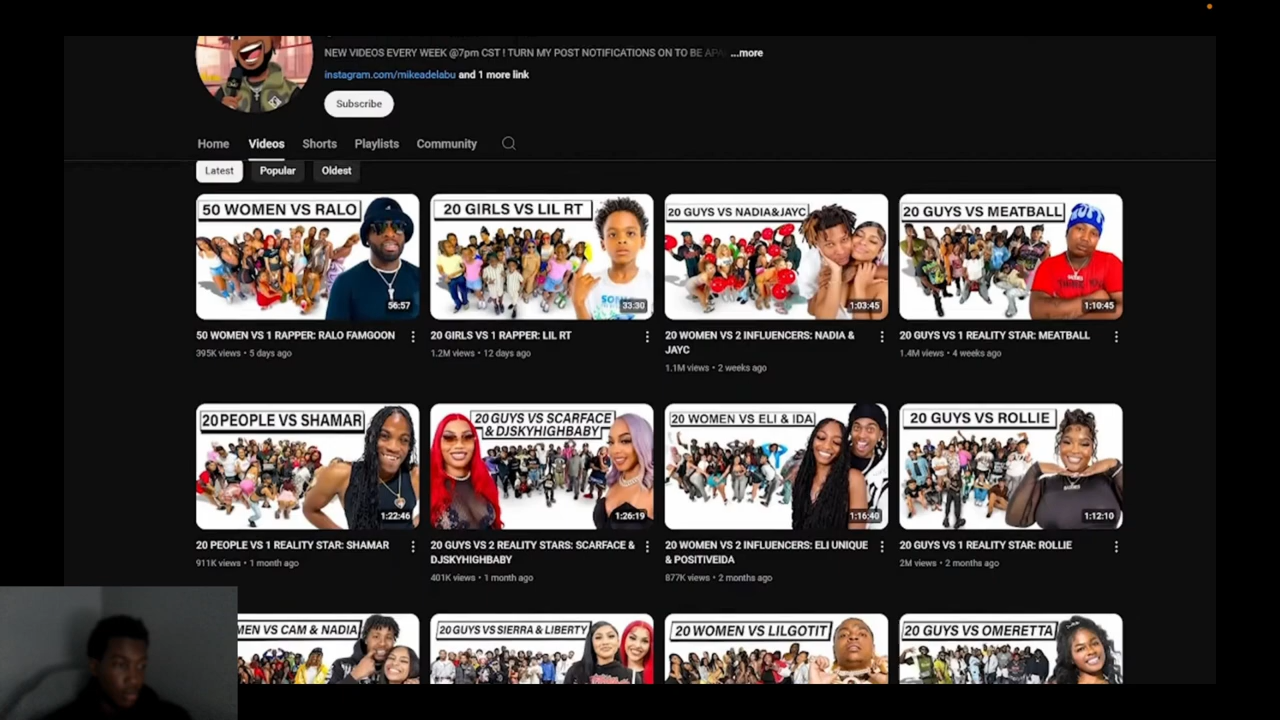 NEW VIDEOS EVERY WEEK @7pm CST ! TURN MY POST NOTIFICATIONS ON TO BE APA ...more
instagram.com/mikeadelabu and 1 more link
Subscribe
Home Videos Shorts Playlists Community
Latest Popular Oldest
50 WOMEN VS RALO
56:57
20 GIRLS VS LIL RT
33:30
20 GUYS VS NADIA&JAYC
1:03:45
20 GUYS VS MEATBALL
1:10:45
50 WOMEN VS 1 RAPPER: RALO FAMGOON
395K views • 5 days ago
20 GIRLS VS 1 RAPPER: LIL RT
1.2M views • 12 days ago
20 WOMEN VS 2 INFLUENCERS: NADIA &
JAYC
1.1M views • 2 weeks ago
20 GUYS VS 1 REALITY STAR: MEATBALL
1.4M views • 4 weeks ago
20 PEOPLE VS SHAMAR
1:22:46
20 GUYS VS SCARFACE
& DJSKYHIGHBABY
1:26:19
20 WOMEN VS ELI & IDA
1:16:40
20 GUYS VS ROLLIE
1:12:10
20 PEOPLE VS 1 REALITY STAR: SHAMAR
911K views • 1 month ago
20 GUYS VS 2 REALITY STARS: SCARFACE &
DJSKYHIGHBABY
401K views • 1 month ago
20 WOMEN VS 2 INFLUENCERS: ELI UNIQUE
& POSITIVEIDA
877K views • 2 months ago
20 GUYS VS 1 REALITY STAR: ROLLIE
2M views • 2 months ago
MEN VS CAM & NADIA
20 GUYS VS SIERRA & LIBERTY
20 WOMEN VS LILGOTIT
20 GUYS VS OMERETTA